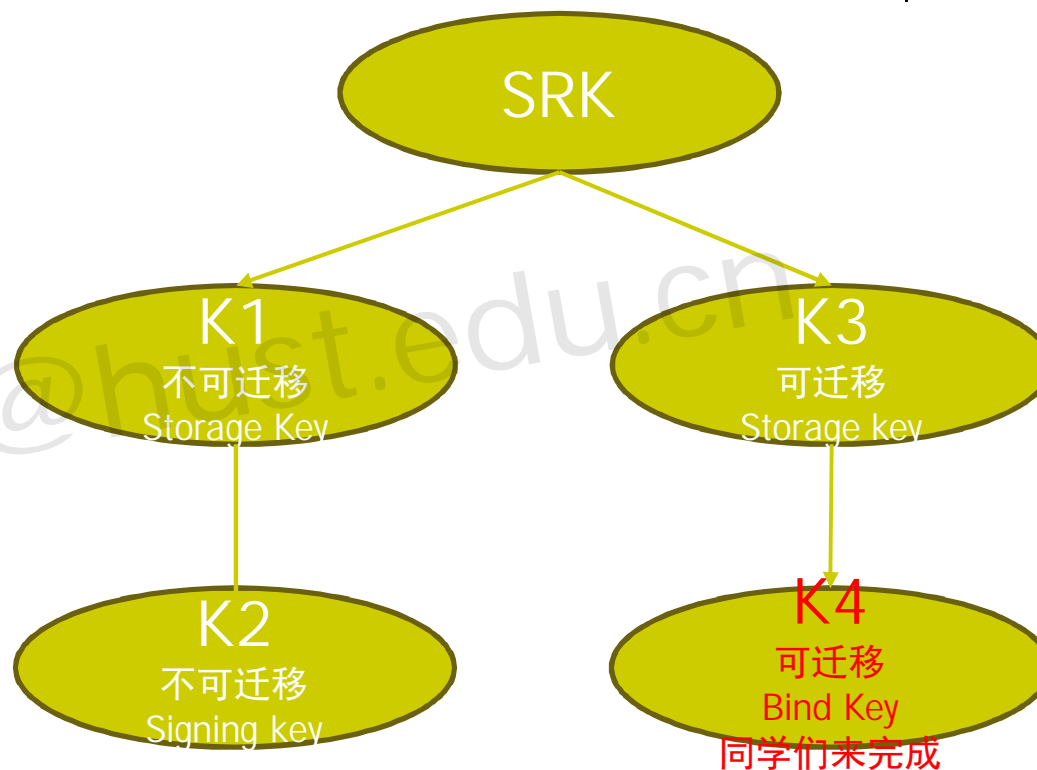 SRK
K1
不可迁移
Storage Key
K3
可迁移
Storage key
@hust.edu.cn
K2
不可迁移
Signing key
K4
可迁移
Bind Key
同学们来完成